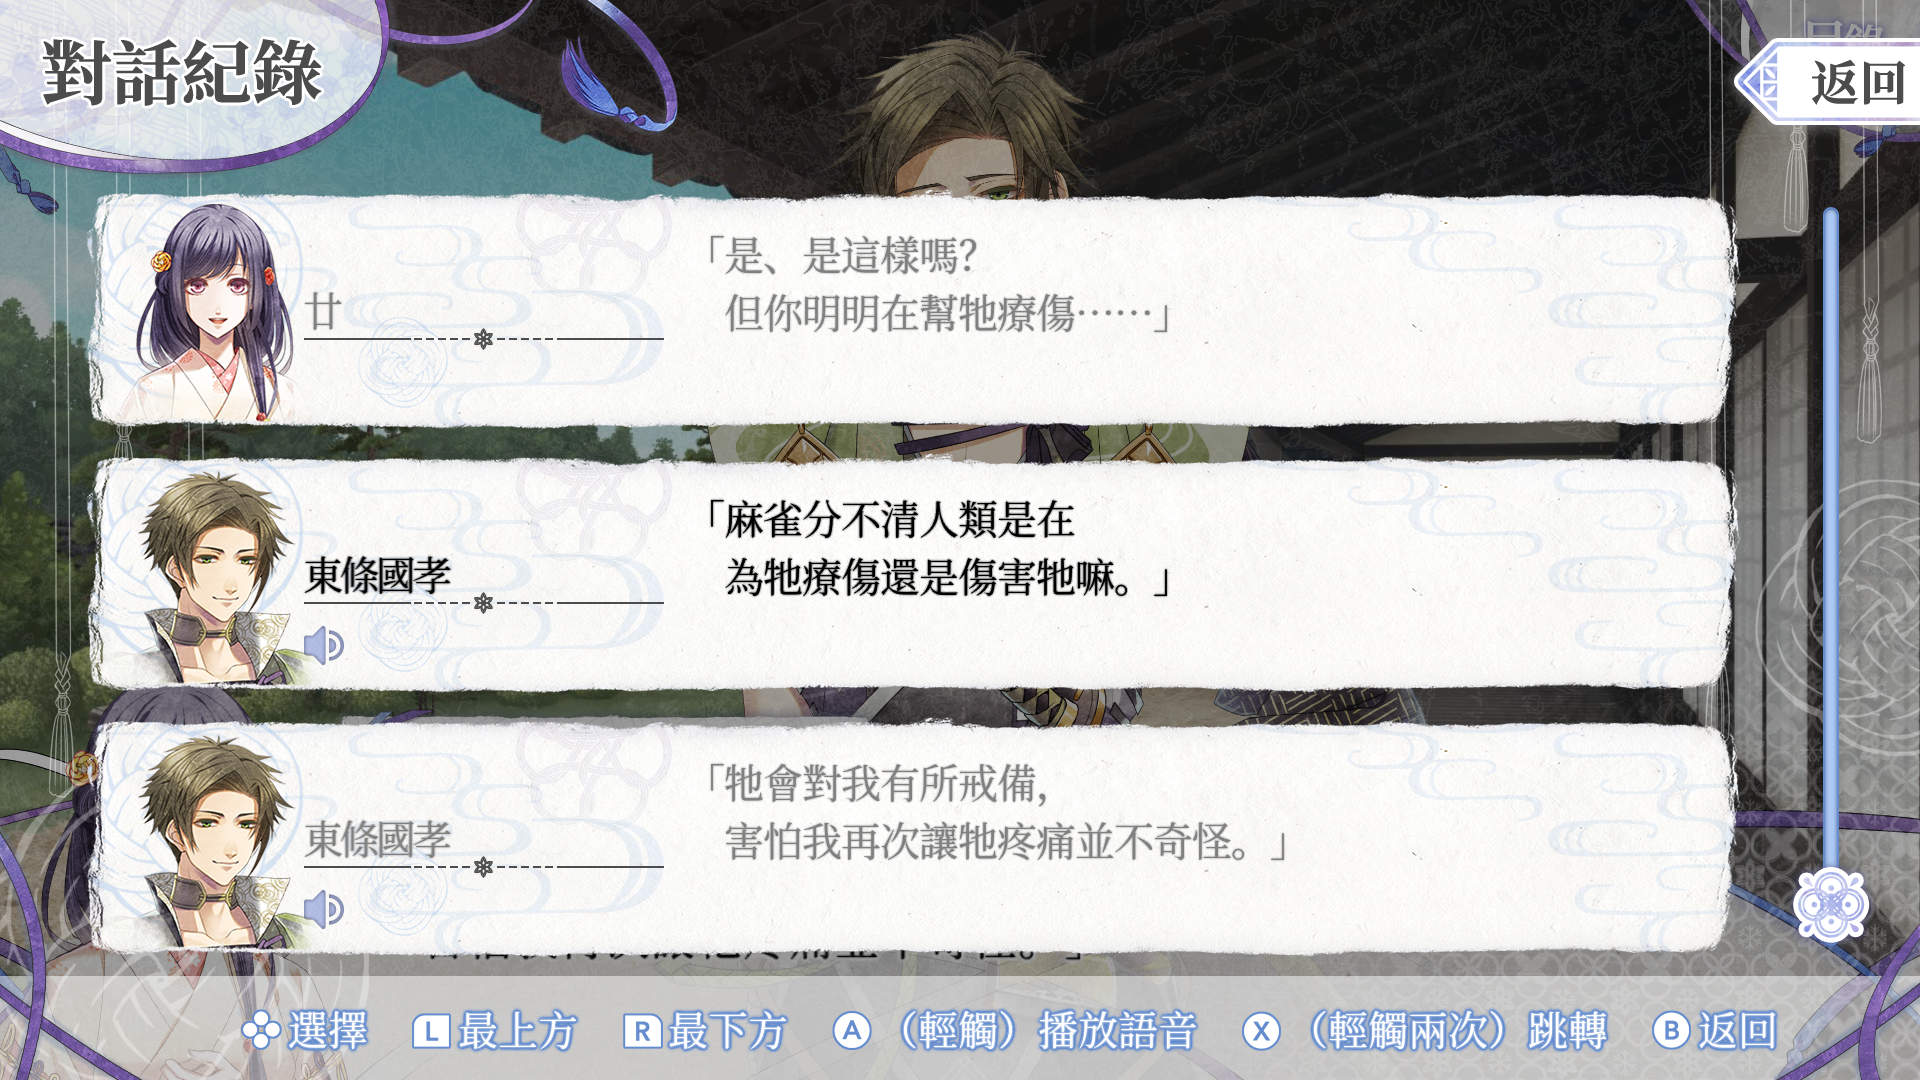 對話紀錄
返回
廿
「是、是這樣嗎?
但你明明在幫牠療傷⋯⋯」
東條國孝
「麻雀分不清人類是在
為牠療傷還是傷害牠嘛。」
東條國孝
「牠會對我有所戒備,
害怕我再次讓牠疼痛並不奇怪。」
選擇 L 最上方 R 最下方 A (輕觸)播放語音 X (輕觸兩次)跳轉 B 返回